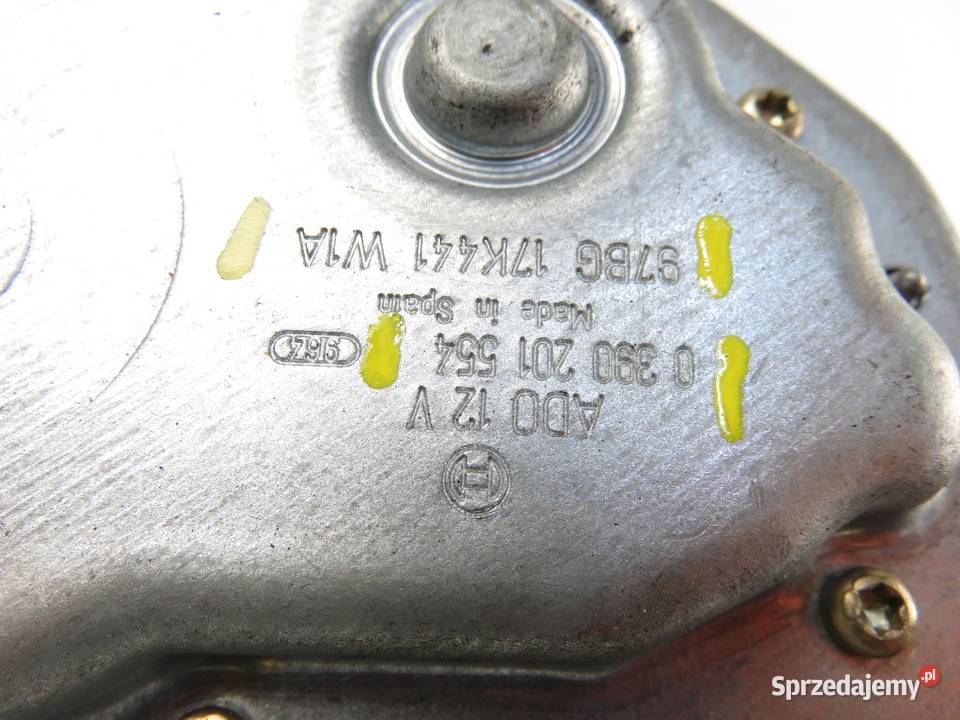 ADO 12 V
0 390 201 554
Made in Spain
97BG 17K441 W1A
Sprzedajemy.pl